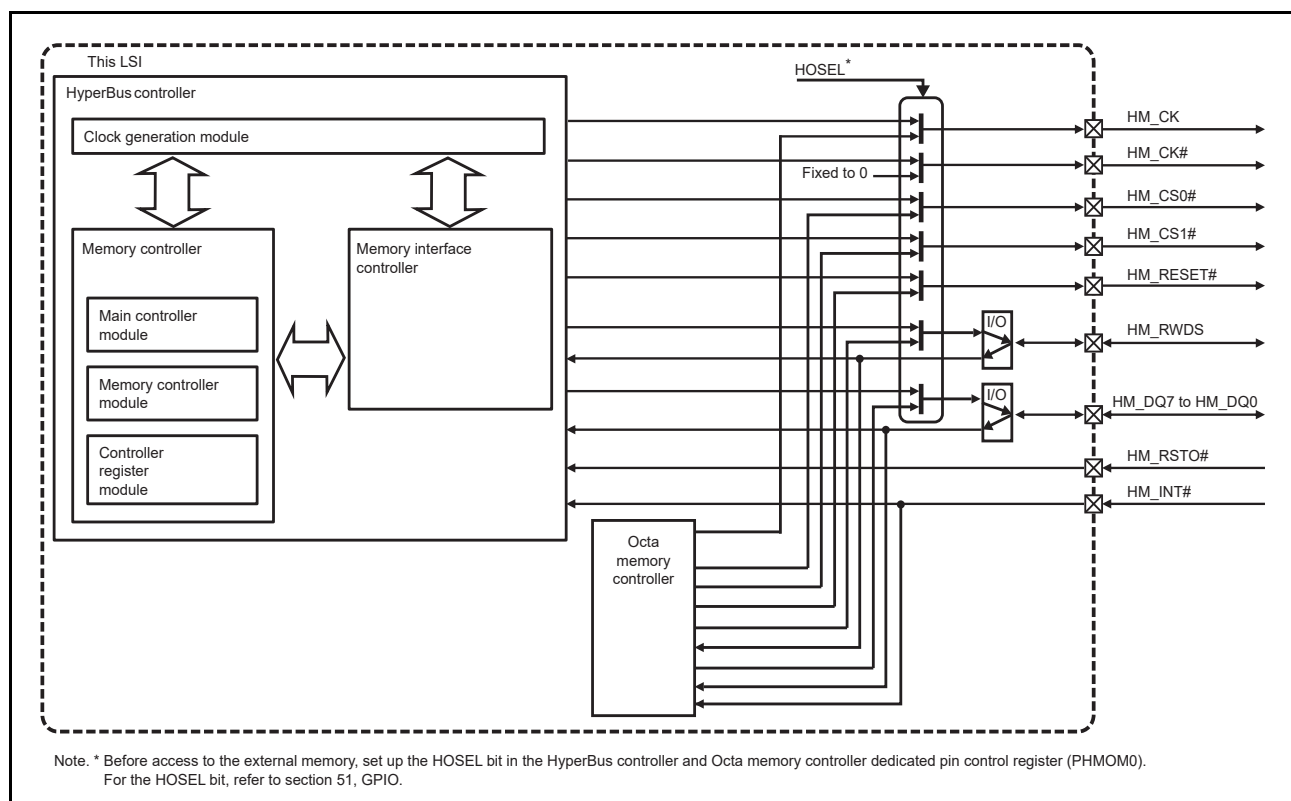 This LSI
HyperBus controller
Clock generation module
Memory controller
Main controller
module
Memory controller
module
Controller
register
module
Memory interface
controller
HOSEL*
Fixed to 0
I/O
I/O
HM_CK
HM_CK#
HM_CS0#
HM_CS1#
HM_RESET#
HM_RWDS
HM_DQ7 to HM_DQ0
HM_RSTO#
HM_INT#
Octa
memory
controller
Note. * Before access to the external memory, set up the HOSEL bit in the HyperBus controller and Octa memory controller dedicated pin control register (PHMOM0).
For the HOSEL bit, refer to section 51, GPIO.